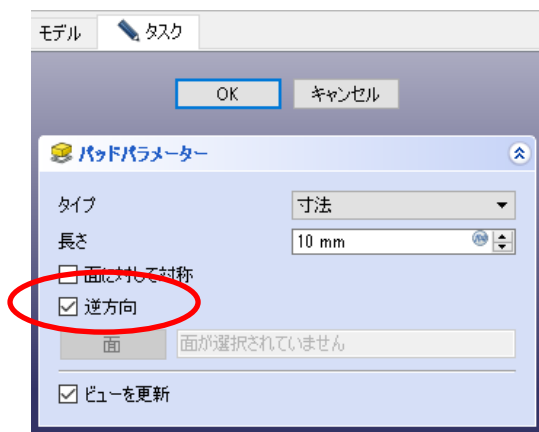 モデル タスク
OK キャンセル
パッドパラメーター
タイプ 寸法
長さ 10 mm
面に対して対称
逆方向
面 面が選択されていません
ビューを更新